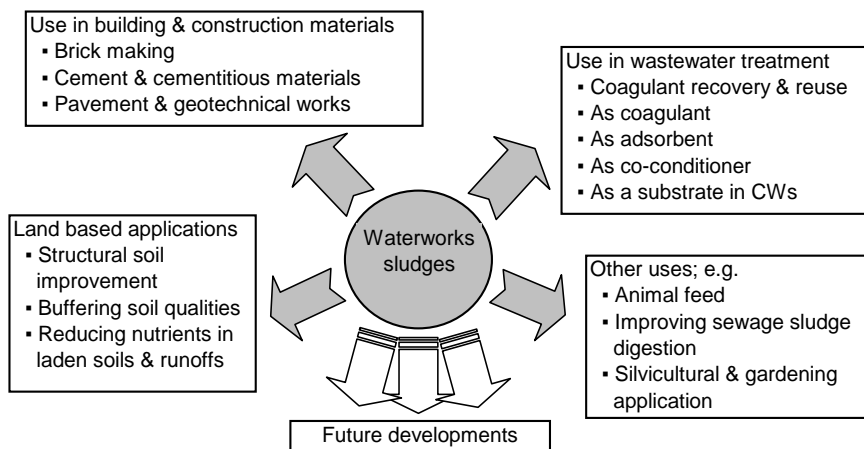 Use in building & construction materials
▪ Brick making
▪ Cement & cementitious materials
▪ Pavement & geotechnical works
Use in wastewater treatment
▪ Coagulant recovery & reuse
▪ As coagulant
▪ As adsorbent
▪ As co-conditioner
▪ As a substrate in CWs
Waterworks
sludges
Land based applications
▪ Structural soil
improvement
▪ Buffering soil qualities
▪ Reducing nutrients in
laden soils & runoffs
Other uses; e.g.
▪ Animal feed
▪ Improving sewage sludge
digestion
▪ Silvicultural & gardening
application
Future developments